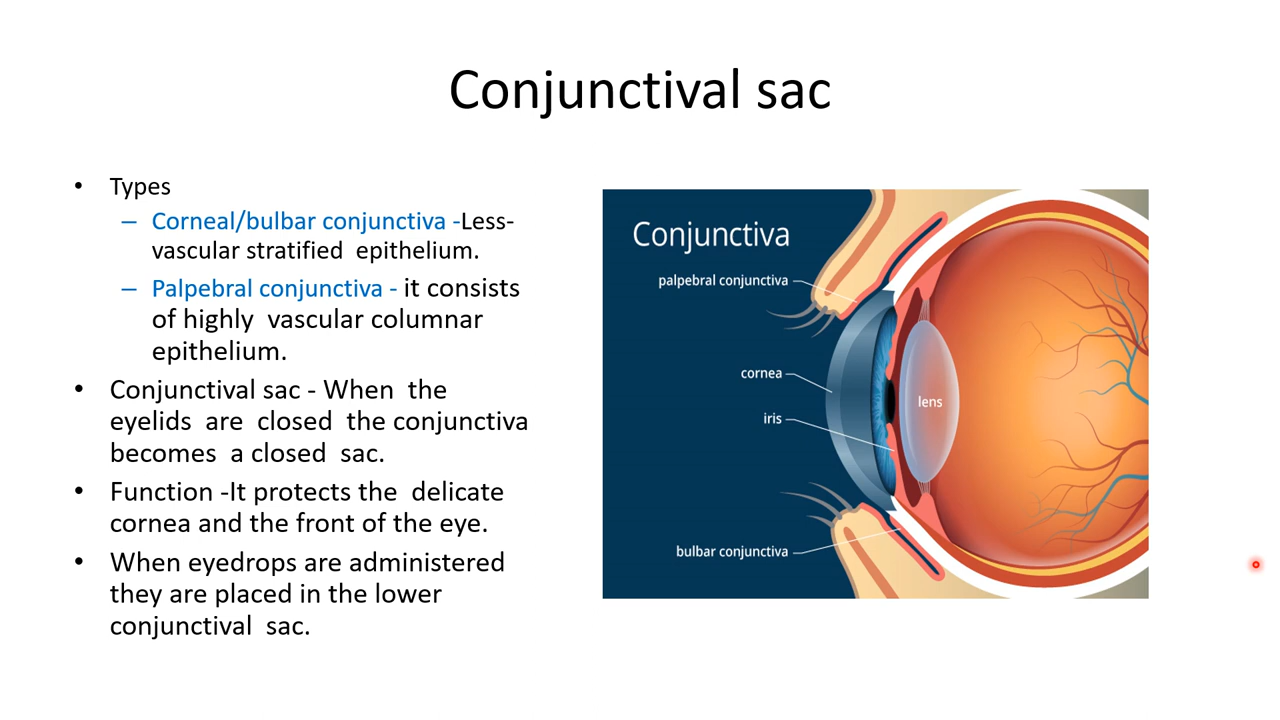 Conjunctival sac
• Types
– Corneal/bulbar conjunctiva -Less-
vascular stratified epithelium.
– Palpebral conjunctiva - it consists
of highly vascular columnar
epithelium.
• Conjunctival sac - When the
eyelids are closed the conjunctiva
becomes a closed sac.
• Function -It protects the delicate
cornea and the front of the eye.
• When eyedrops are administered
they are placed in the lower
conjunctival sac.
Conjunctiva
palpebral conjunctiva
cornea
iris
lens
bulbar conjunctiva